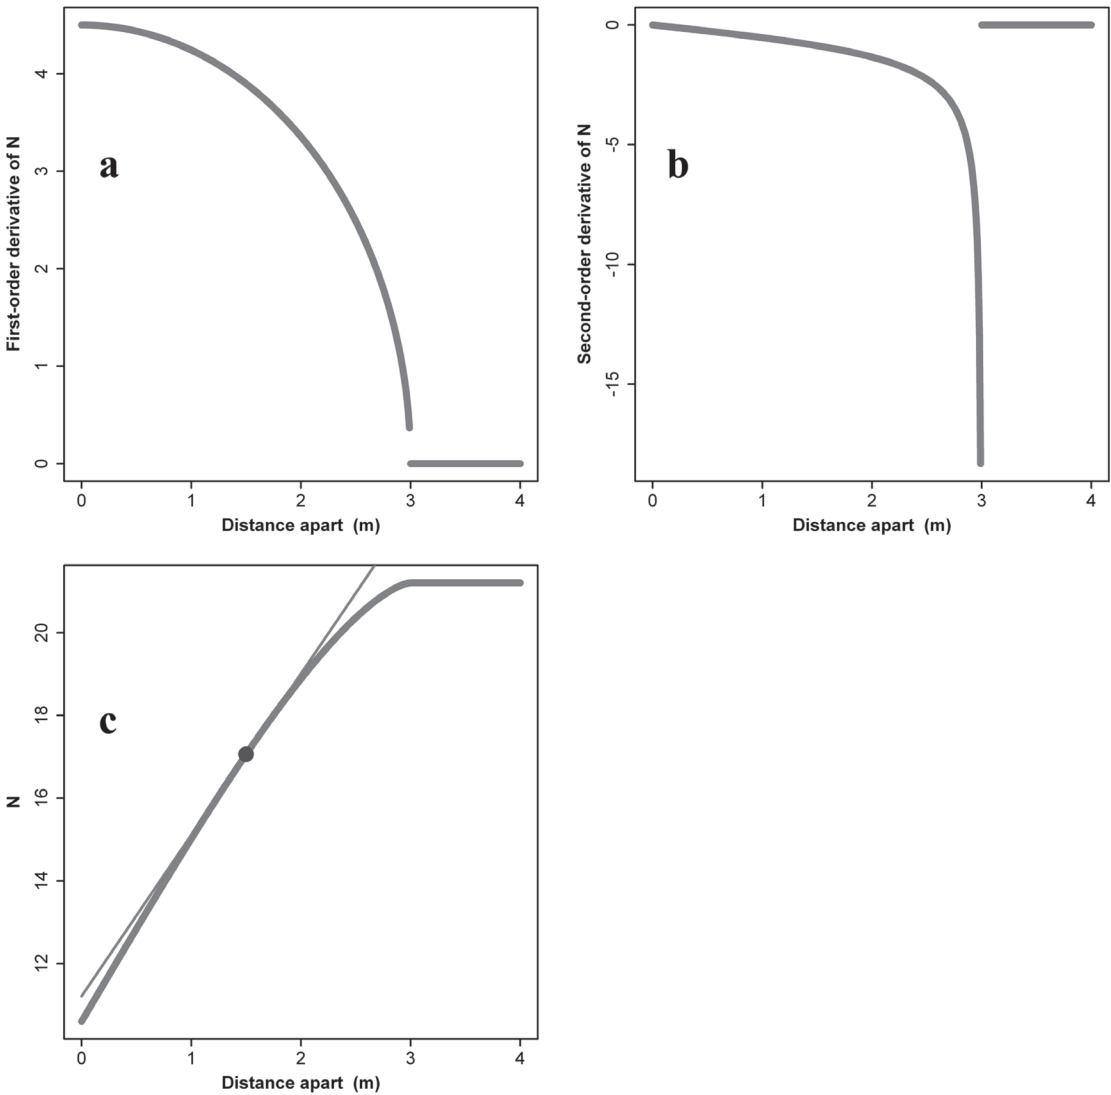 First-order derivative of N
4
3
2
1
0
a
0 1 2 3 4
Distance apart (m)
Second-order derivative of N
0
-5
-10
-15
b
0 1 2 3 4
Distance apart (m)
N
20
18
16
14
12
c
0 1 2 3 4
Distance apart (m)